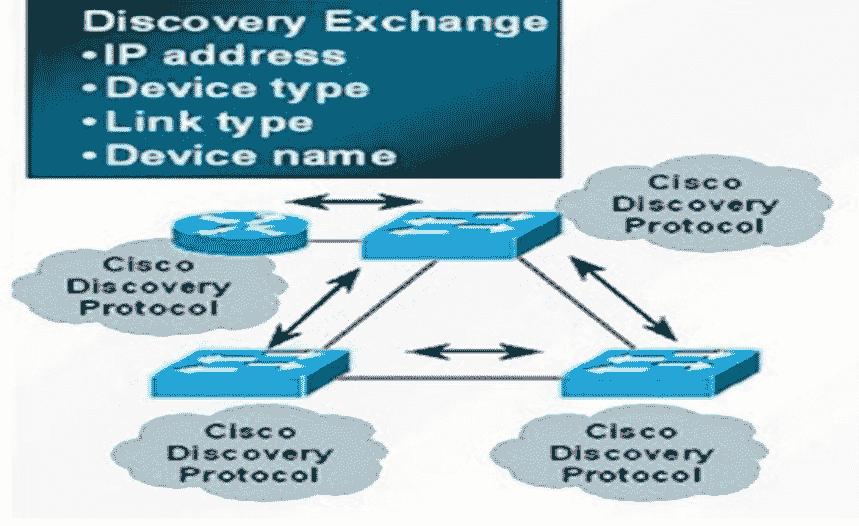 Discovery Exchange
•IP address
•Device type
•Link type
•Device name
Cisco
Discovery
Protocol
Cisco
Discovery
Protocol
Cisco
Discovery
Protocol
Cisco
Discovery
Protocol